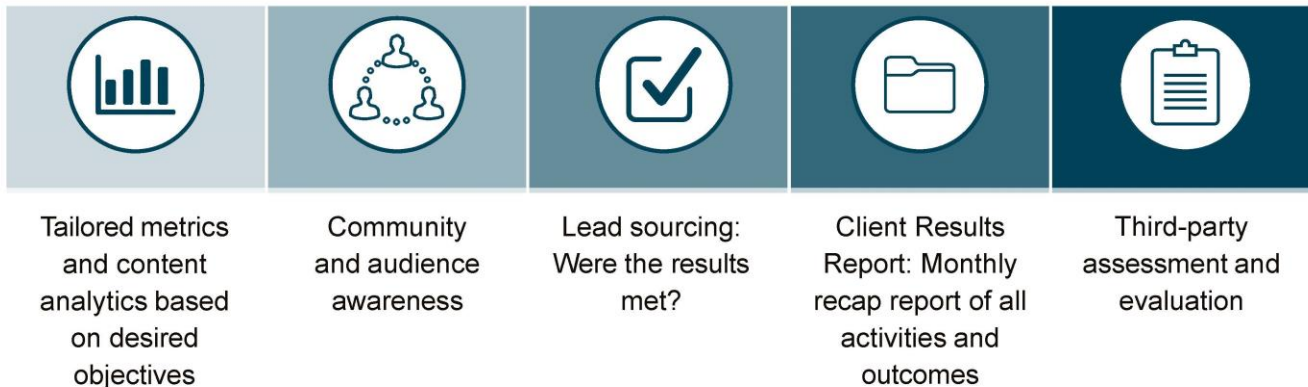 Tailored metrics
and content
analytics based
on desired
objectives
Community
and audience
awareness
Lead sourcing:
Were the results
met?
Client Results
Report: Monthly
recap report of all
activities and
outcomes
Third-party
assessment and
evaluation